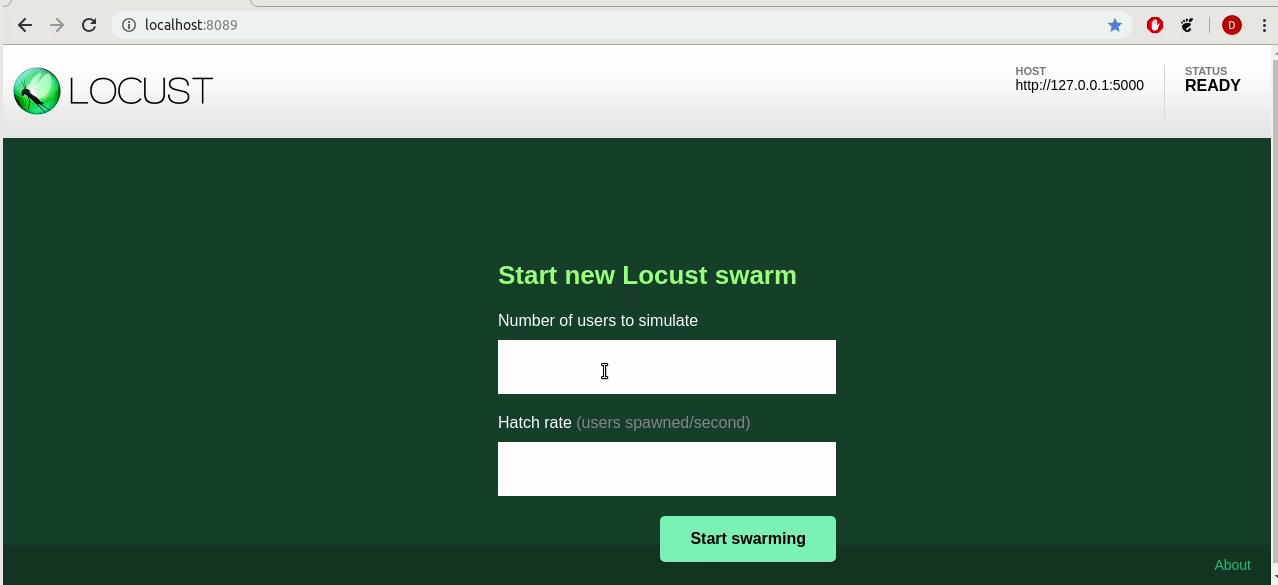 localhost:8089
D
LOCUST
HOST
http://127.0.0.1:5000
STATUS
READY
Start new Locust swarm
Number of users to simulate
Hatch rate (users spawned/second)
Start swarming
About